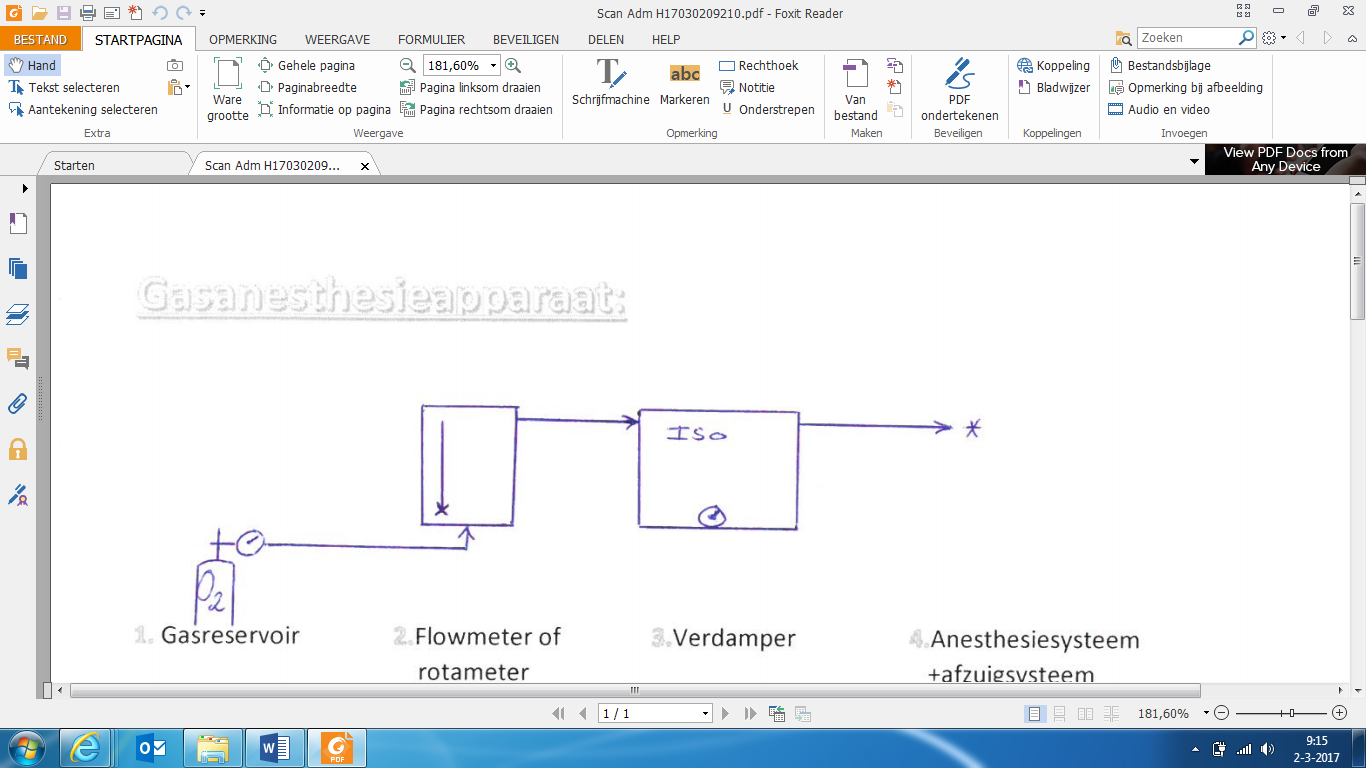 Scan Adm H17030209210.pdf - Foxit Reader
BESTAND STARTPAGINA OPMERKING WEERGAVE FORMULIER BEVEILIGEN DELEN HELP Zoeken
Hand Gehele pagina 181,60% Rechthoek Koppeling Bestandsbijlage
Tekst selecteren Paginabreedte Pagina linksom draaien Notitie Bladwijzer Opmerking bij afbeelding
Aantekening selecteren Ware grootte Informatie op pagina Pagina rechtsom draaien Schrijfmachine abc Markeren Onderstrepen Van bestand PDF ondertekenen Audio en video
Extra Weergave Opmerking Maken Beveiligen Koppelingen Invoegen
Starten Scan Adm H17030209... View PDF Docs from
Any Device
Gasanesthesieapparaat:
ISO
O2
1. Gasreservoir 2.Flowmeter of 3.Verdamper 4.Anesthesiesysteem
rotameter +afzuigsysteem
1 / 1 181,60%
PDF 9:15
2-3-2017